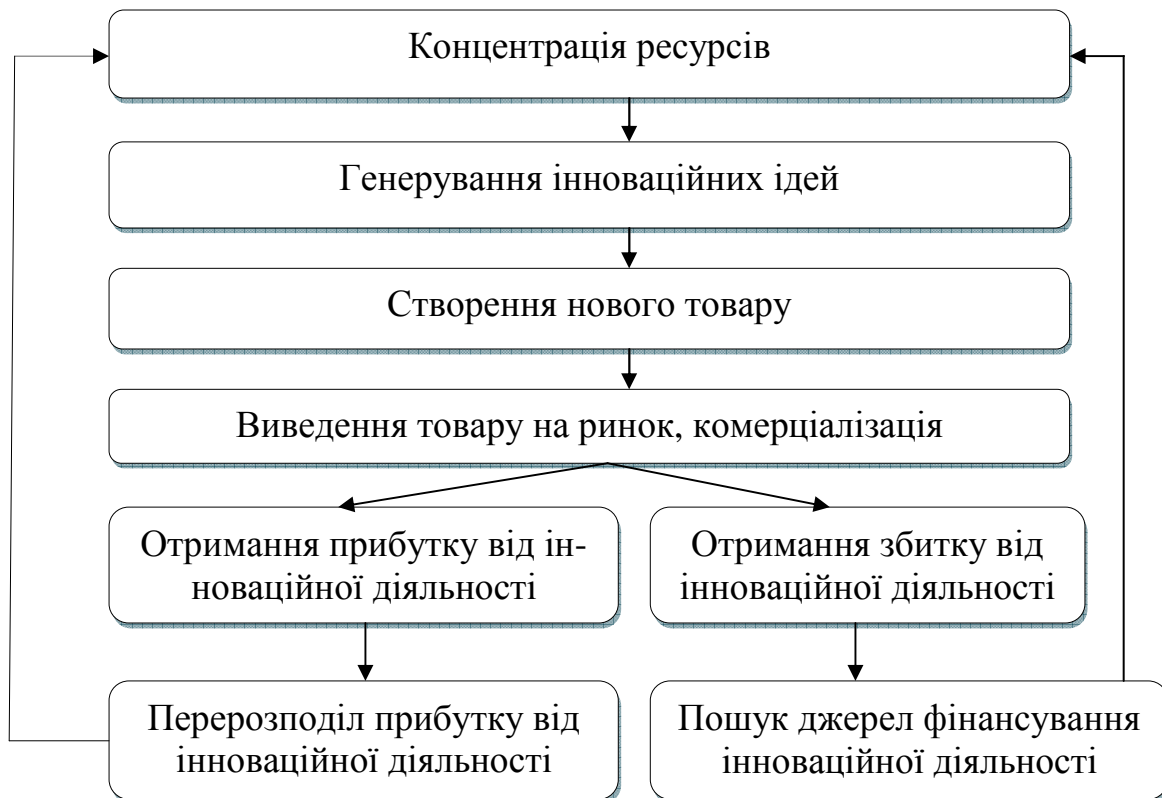 Концентрація ресурсів
Генерування інноваційних ідей
Створення нового товару
Виведення товару на ринок, комерціалізація
Отримання прибутку від ін-
новаційної діяльності
Отримання збитку від
інноваційної діяльності
Перерозподіл прибутку від
інноваційної діяльності
Пошук джерел фінансування
інноваційної діяльності